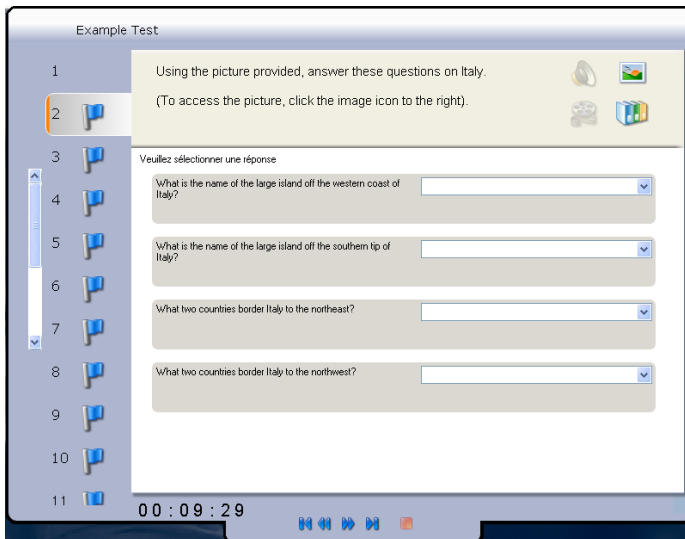 Example Test
1
2
3
4
5
6
7
8
9
10
11
Using the picture provided, answer these questions on Italy.
(To access the picture, click the image icon to the right).
Veuillez sélectionner une réponse
What is the name of the large island off the western coast of
Italy?
What is the name of the large island off the southern tip of
Italy?
What two countries border Italy to the northeast?
What two countries border Italy to the northwest?
00:09:29